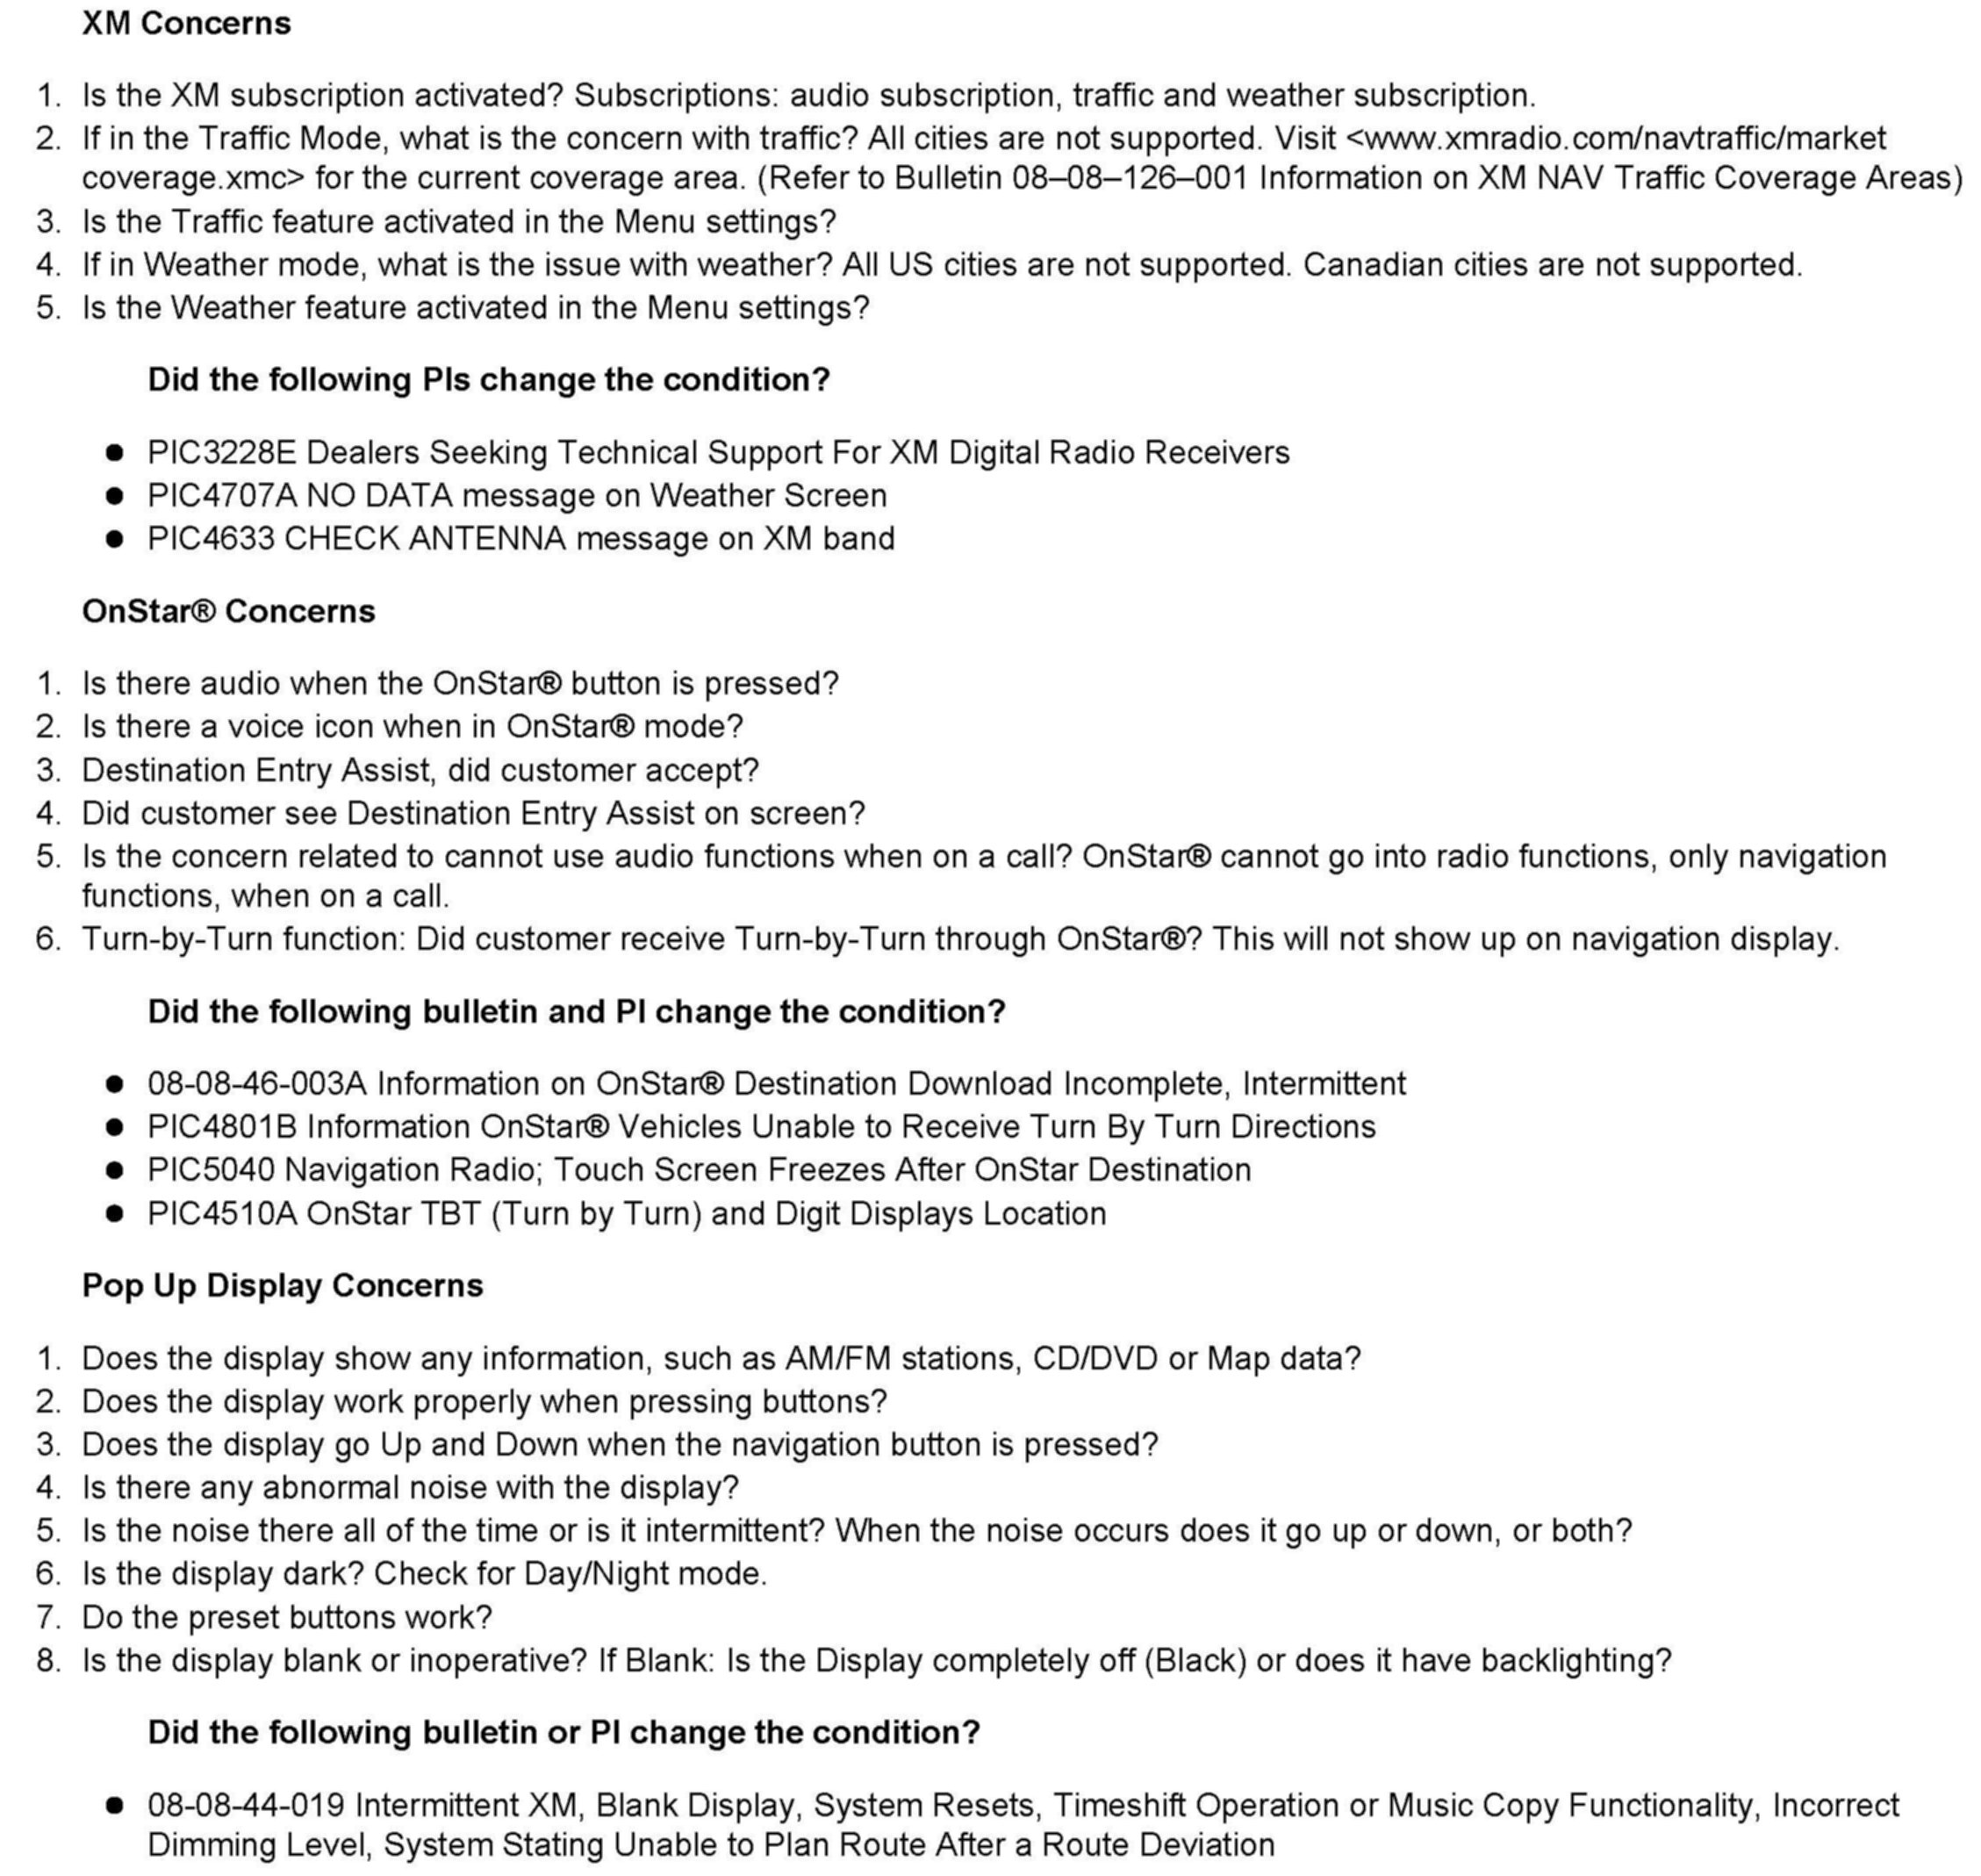 XM Concerns
1. Is the XM subscription activated? Subscriptions: audio subscription, traffic and weather subscription.
2. If in the Traffic Mode, what is the concern with traffic? All cities are not supported. Visit <www.xmradio.com/navtraffic/market
coverage.xmc> for the current coverage area. (Refer to Bulletin 08–08–126–001 Information on XM NAV Traffic Coverage Areas)
3. Is the Traffic feature activated in the Menu settings?
4. If in Weather mode, what is the issue with weather? All US cities are not supported. Canadian cities are not supported.
5. Is the Weather feature activated in the Menu settings?
Did the following PIs change the condition?
● PIC3228E Dealers Seeking Technical Support For XM Digital Radio Receivers
● PIC4707A NO DATA message on Weather Screen
● PIC4633 CHECK ANTENNA message on XM band
OnStar® Concerns
1. Is there audio when the OnStar® button is pressed?
2. Is there a voice icon when in OnStar® mode?
3. Destination Entry Assist, did customer accept?
4. Did customer see Destination Entry Assist on screen?
5. Is the concern related to cannot use audio functions when on a call? OnStar® cannot go into radio functions, only navigation
functions, when on a call.
6. Turn-by-Turn function: Did customer receive Turn-by-Turn through OnStar®? This will not show up on navigation display.
Did the following bulletin and PI change the condition?
● 08-08-46-003A Information on OnStar® Destination Download Incomplete, Intermittent
● PIC4801B Information OnStar® Vehicles Unable to Receive Turn By Turn Directions
● PIC5040 Navigation Radio; Touch Screen Freezes After OnStar Destination
● PIC4510A OnStar TBT (Turn by Turn) and Digit Displays Location
Pop Up Display Concerns
1. Does the display show any information, such as AM/FM stations, CD/DVD or Map data?
2. Does the display work properly when pressing buttons?
3. Does the display go Up and Down when the navigation button is pressed?
4. Is there any abnormal noise with the display?
5. Is the noise there all of the time or is it intermittent? When the noise occurs does it go up or down, or both?
6. Is the display dark? Check for Day/Night mode.
7. Do the preset buttons work?
8. Is the display blank or inoperative? If Blank: Is the Display completely off (Black) or does it have backlighting?
Did the following bulletin or PI change the condition?
● 08-08-44-019 Intermittent XM, Blank Display, System Resets, Timeshift Operation or Music Copy Functionality, Incorrect
Dimming Level, System Stating Unable to Plan Route After a Route Deviation